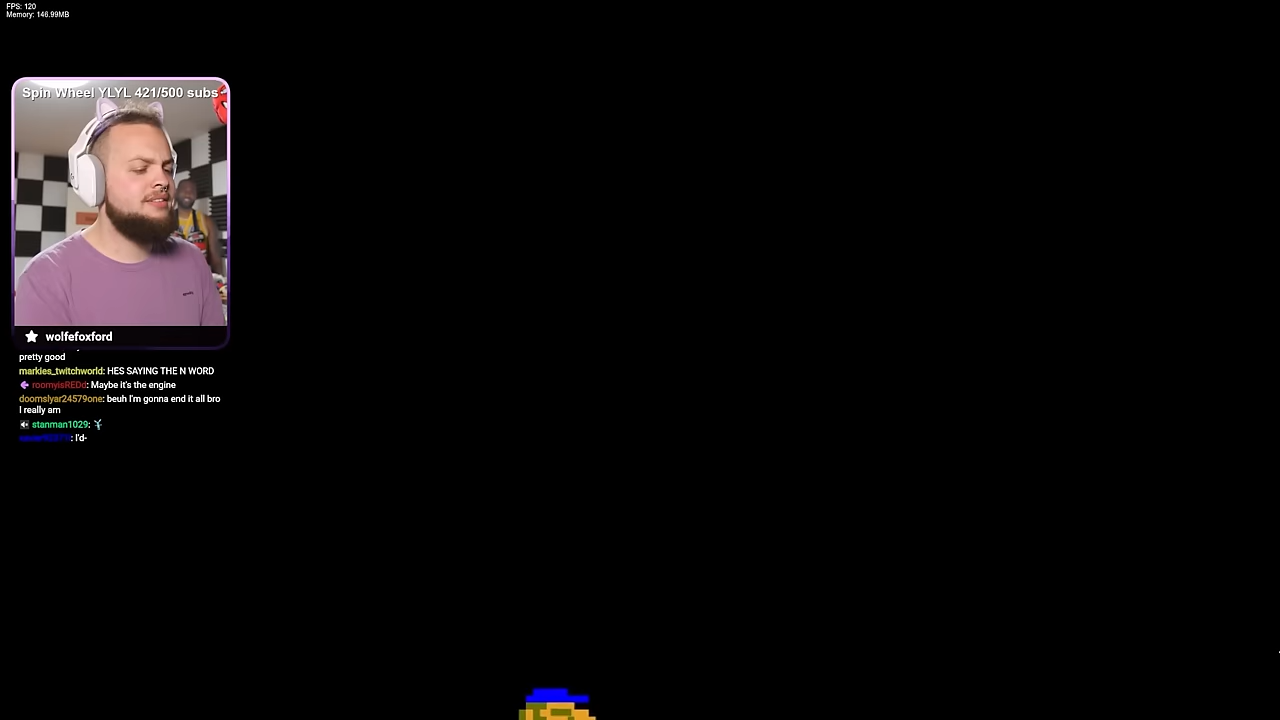 FPS: 120
Memory: 146.99MB
Spin Wheel YLYL 421/500 subs
wolfefoxford
pretty good
markies_twitchworld: HES SAYING THE N WORD
roomyisREDd: Maybe it's the engine
doomslyar24579one: beuh I'm gonna end it all bro
I really am
stanman1029:
: I'd-